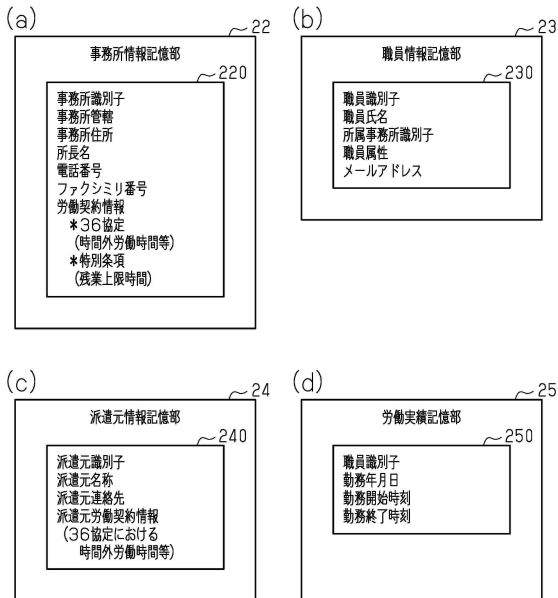 (a)
22
事務所情報記憶部
220
事務所識別子
事務所管轄
事務所住所
所長名
電話番号
ファクシミリ番号
労働契約情報
*36協定
(時間外労働時間等)
*特別条項
(残業上限時間)
(b)
23
職員情報記憶部
230
職員識別子
職員氏名
所属事務所識別子
職員属性
メールアドレス
(c)
24
派遣元情報記憶部
240
派遣元識別子
派遣元名称
派遣元連絡先
派遣元労働契約情報
(36協定における
時間外労働時間等)
(d)
25
労働実績記憶部
250
職員識別子
勤務年月日
勤務開始時刻
勤務終了時刻